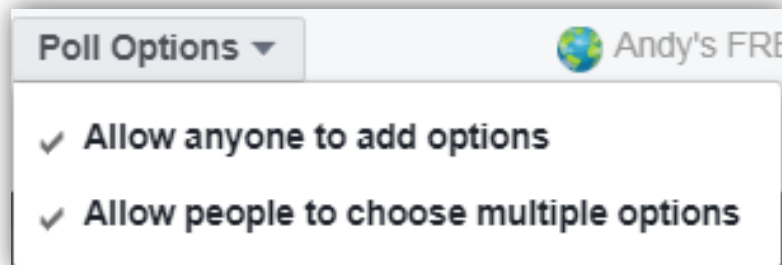 Poll Options
Andy's FRE
Allow anyone to add options
Allow people to choose multiple options